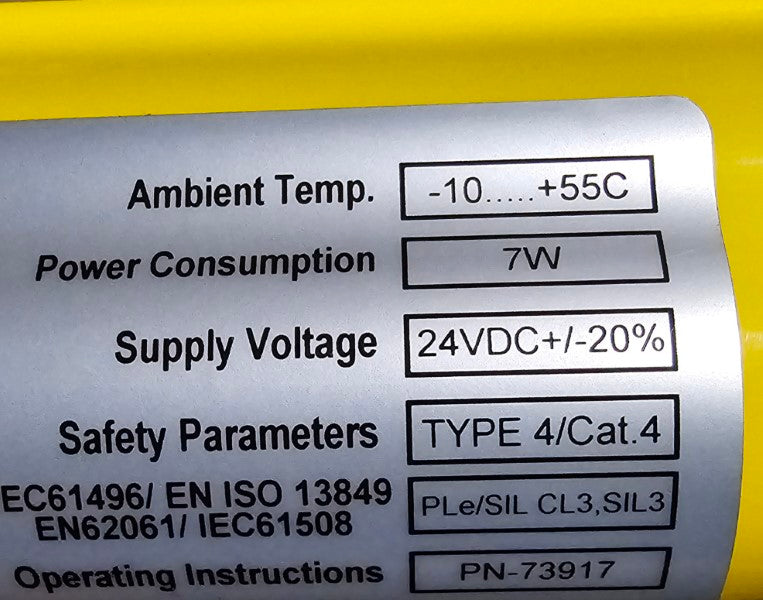 Ambient Temp. -10.....+55C
Power Consumption 7W
Supply Voltage 24VDC+/-20%
Safety Parameters TYPE 4/Cat.4
EC61496/ EN ISO 13849 PLe/SIL CL3,SIL3
EN62061/ IEC61508
Operating Instructions PN-73917